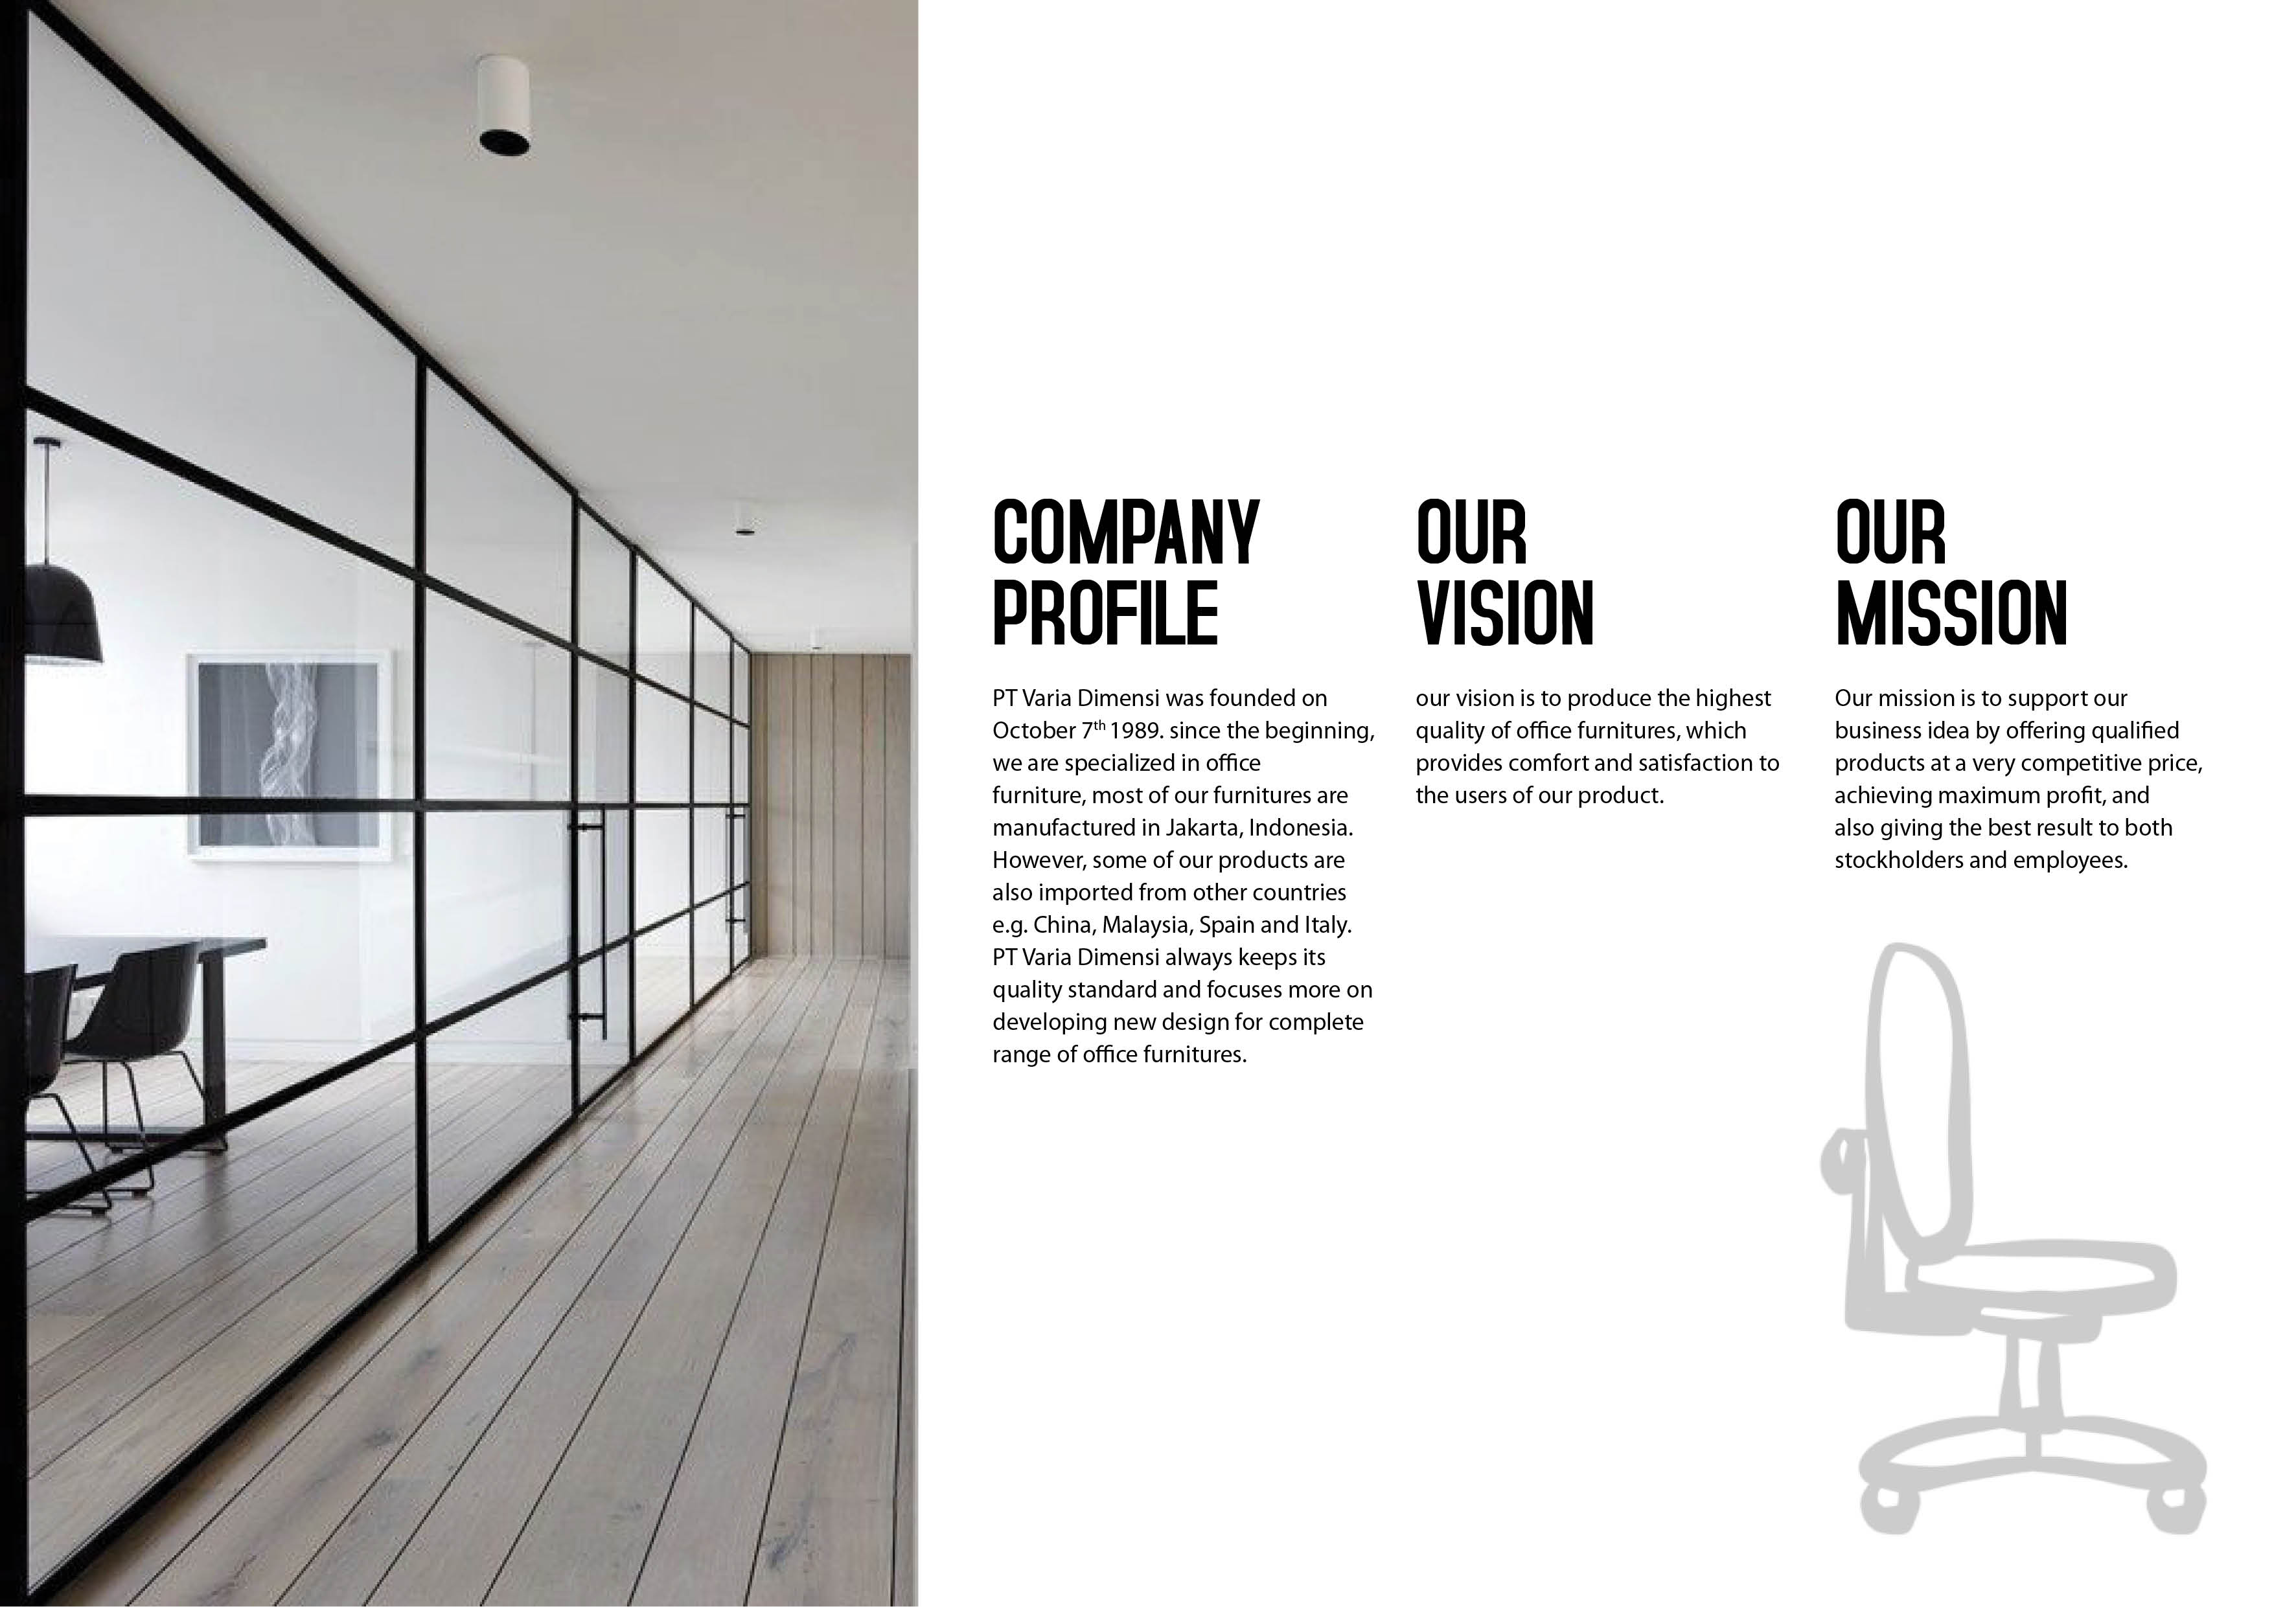 COMPANY
PROFILE
PT Varia Dimensi was founded on
October 7th 1989. since the beginning,
we are specialized in office
furniture, most of our furnitures are
manufactured in Jakarta, Indonesia.
However, some of our products are
also imported from other countries
e.g. China, Malaysia, Spain and Italy.
PT Varia Dimensi always keeps its
quality standard and focuses more on
developing new design for complete
range of office furnitures.
OUR
VISION
our vision is to produce the highest
quality of office furnitures, which
provides comfort and satisfaction to
the users of our product.
OUR
MISSION
Our mission is to support our
business idea by offering qualified
products at a very competitive price,
achieving maximum profit, and
also giving the best result to both
stockholders and employees.